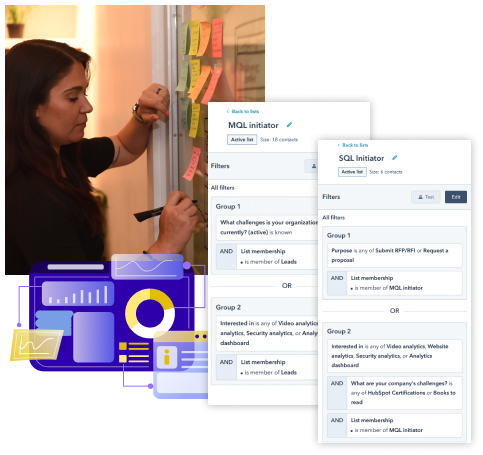 Back to lists
MQL initiator
Active list
Size: 18 contacts
Filters
All filters
Group 1
What challenges is your organization
currently? (active) is known
AND
List membership
• is member of Leads
OR
Group 2
Interested in is any of Video analytics
analytics, Security analytics, or Analy
dashboard
AND
List membership
• is member of Leads
Back to lists
SQL Initiator
Active list
Size: 6 contacts
Filters
Test
Edit
All filters
Group 1
Purpose is any of Submit RFP/RFI or Request a
proposal
AND
List membership
• is member of MQL initiator
OR
Group 2
Interested in is any of Video analytics, Website
analytics, Security analytics, or Analytics
dashboard
AND
What are your company's challenges? is
any of HubSpot Certifications or Books to
read
AND
List membership
• is member of MQL initiator